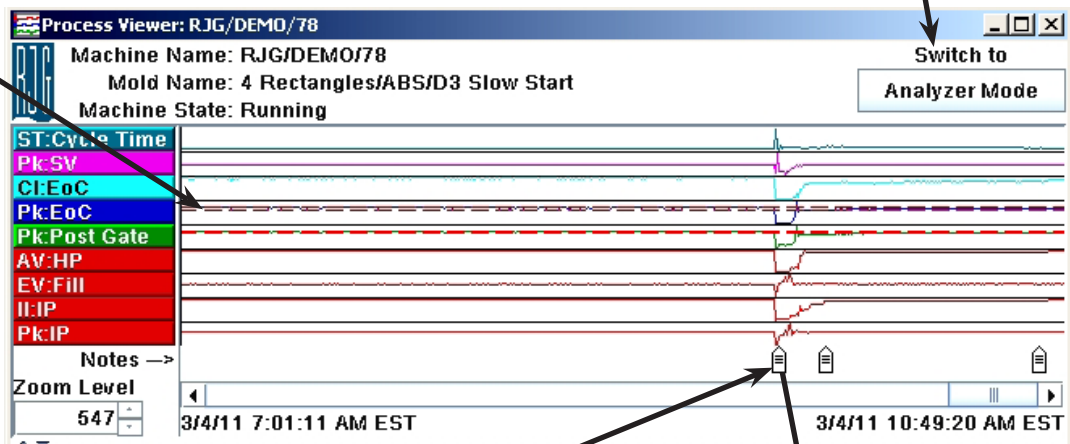 Process Viewer: RJG/DEMO/78
RJG
Machine Name: RJG/DEMO/78
Mold Name: 4 Rectangles/ABS/D3 Slow Start
Machine State: Running
Switch to
Analyzer Mode
ST:Cycle Time
Pk:SV
CI:EoC
Pk:EoC
Pk:Post Gate
AV:HP
EV:Fill
II:IP
Pk:IP
Notes —>
Zoom Level
547
3/4/11 7:01:11 AM EST
3/4/11 10:49:20 AM EST